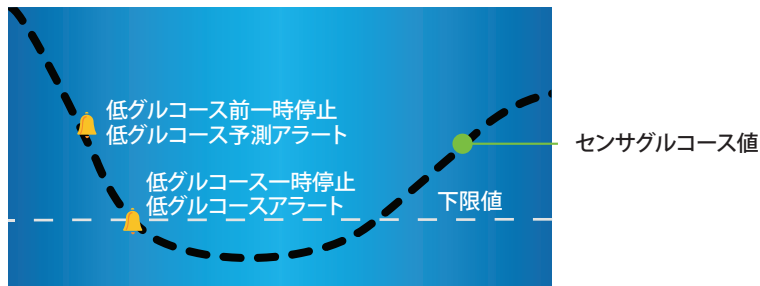 低グルコース前一時停止
低グルコース予測アラート
センサグルコース値
低グルコース一時停止
低グルコースアラート
下限値